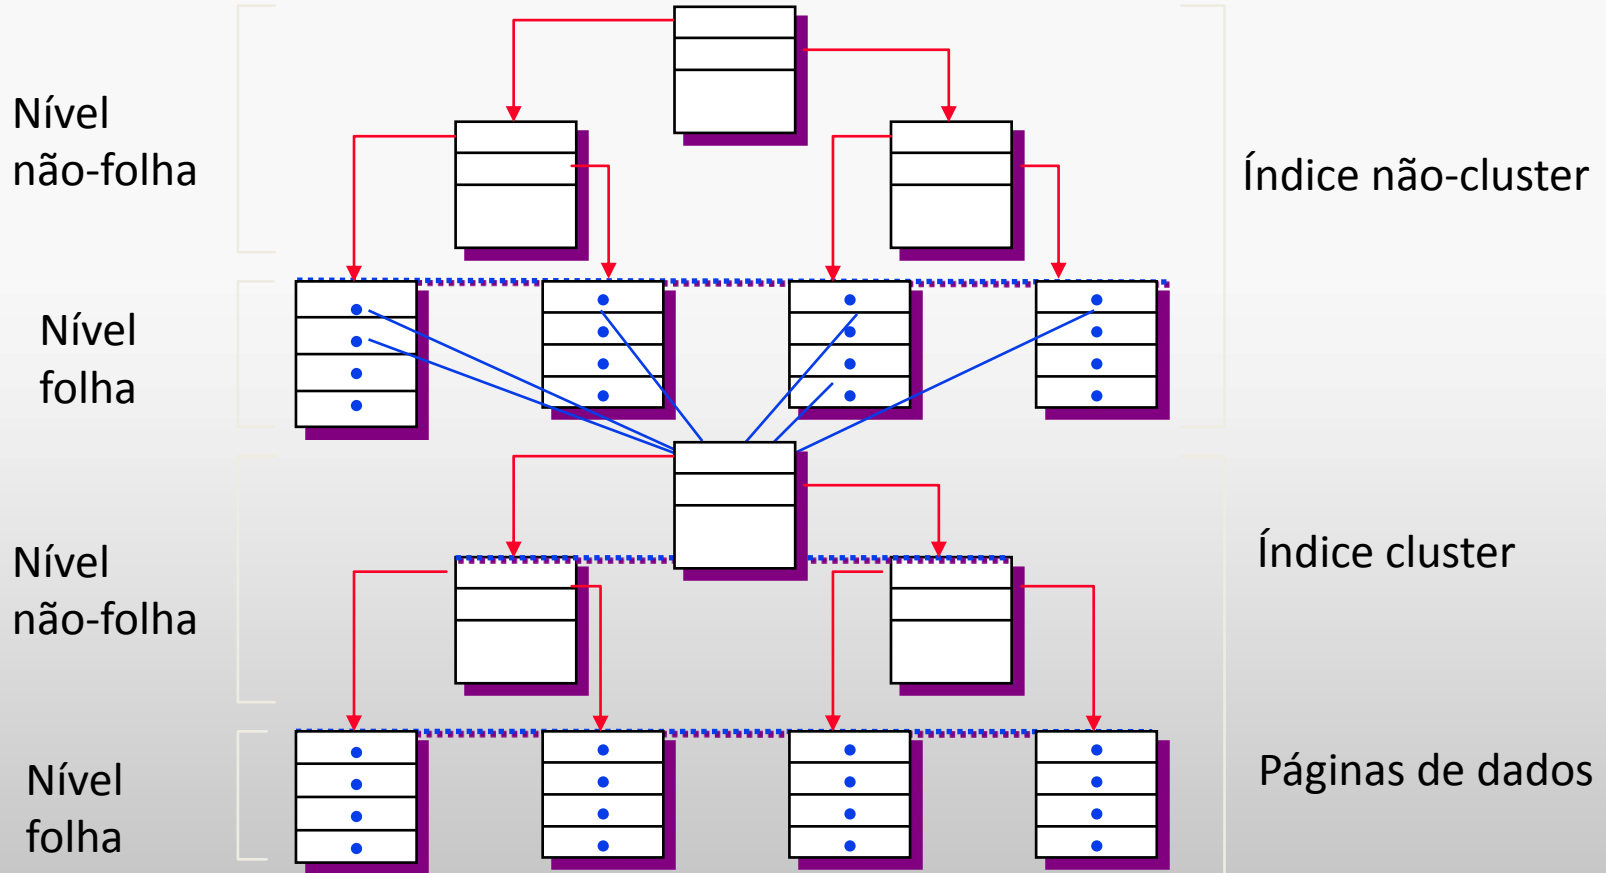 Nível
não-folha
Índice não-cluster
Nível
folha
Nível
não-folha
Índice cluster
Nível
folha
Páginas de dados